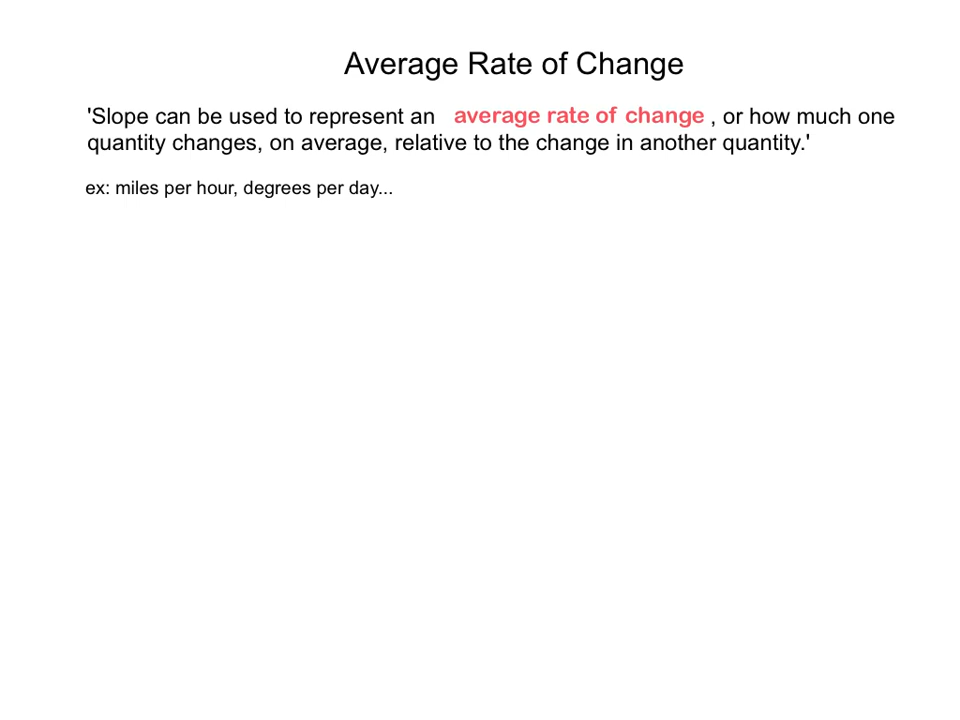 Average Rate of Change
'Slope can be used to represent an average rate of change , or how much one
quantity changes, on average, relative to the change in another quantity.'
ex: miles per hour, degrees per day...